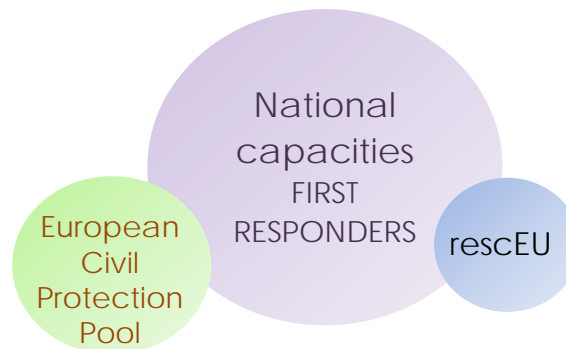 National
capacities
FIRST
RESPONDERS
European
Civil
Protection
Pool
rescEU